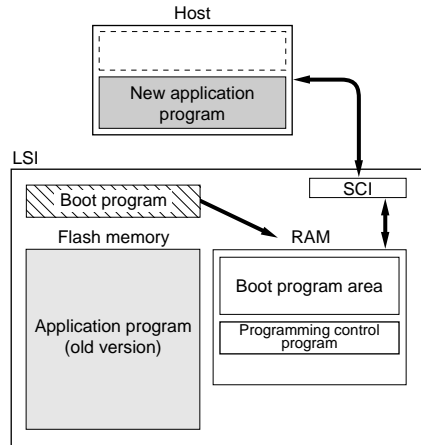 Host
New application
program
LSI
SCI
Boot program
Flash memory
RAM
Boot program area
Application program
(old version)
Programming control
program